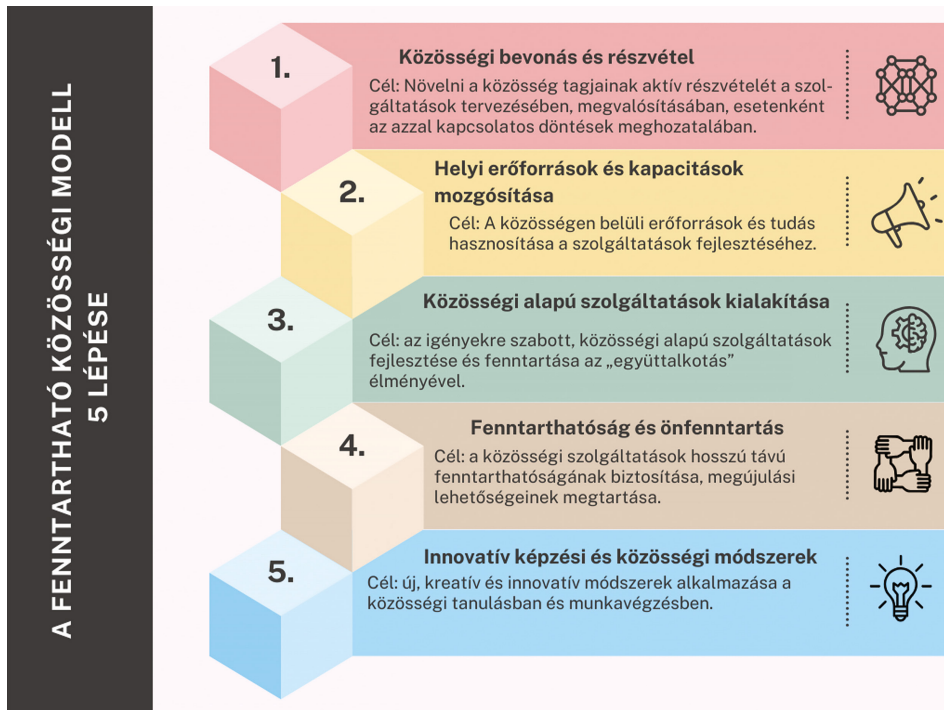 A FENNTARTHATÓ KÖZÖSSÉGI MODELL
5 LÉPÉSE
1.
Közösségi bevonás és részvétel
Cél: Növelni a közösség tagjainak aktív részvételét a szol-
gáltatások tervezésében, megvalósításában, esetenként
az azzal kapcsolatos döntések meghozatalában.
2.
Helyi erőforrások és kapacitások
mozgósítása
Cél: A közösségen belüli erőforrások és tudás
hasznosítása a szolgáltatások fejlesztéséhez.
3.
Közösségi alapú szolgáltatások kialakítása
Cél: az igényekre szabott, közösségi alapú szolgáltatások
fejlesztése és fenntartása az „együttalkotás”
élményével.
4.
Fenntarthatóság és önfenntartás
Cél: a közösségi szolgáltatások hosszú távú
fenntarthatóságának biztosítása, megújulási
lehetőségeinek megtartása.
5.
Innovatív képzési és közösségi módszerek
Cél: új, kreatív és innovatív módszerek alkalmazása a
közösségi tanulásban és munkavégzésben.